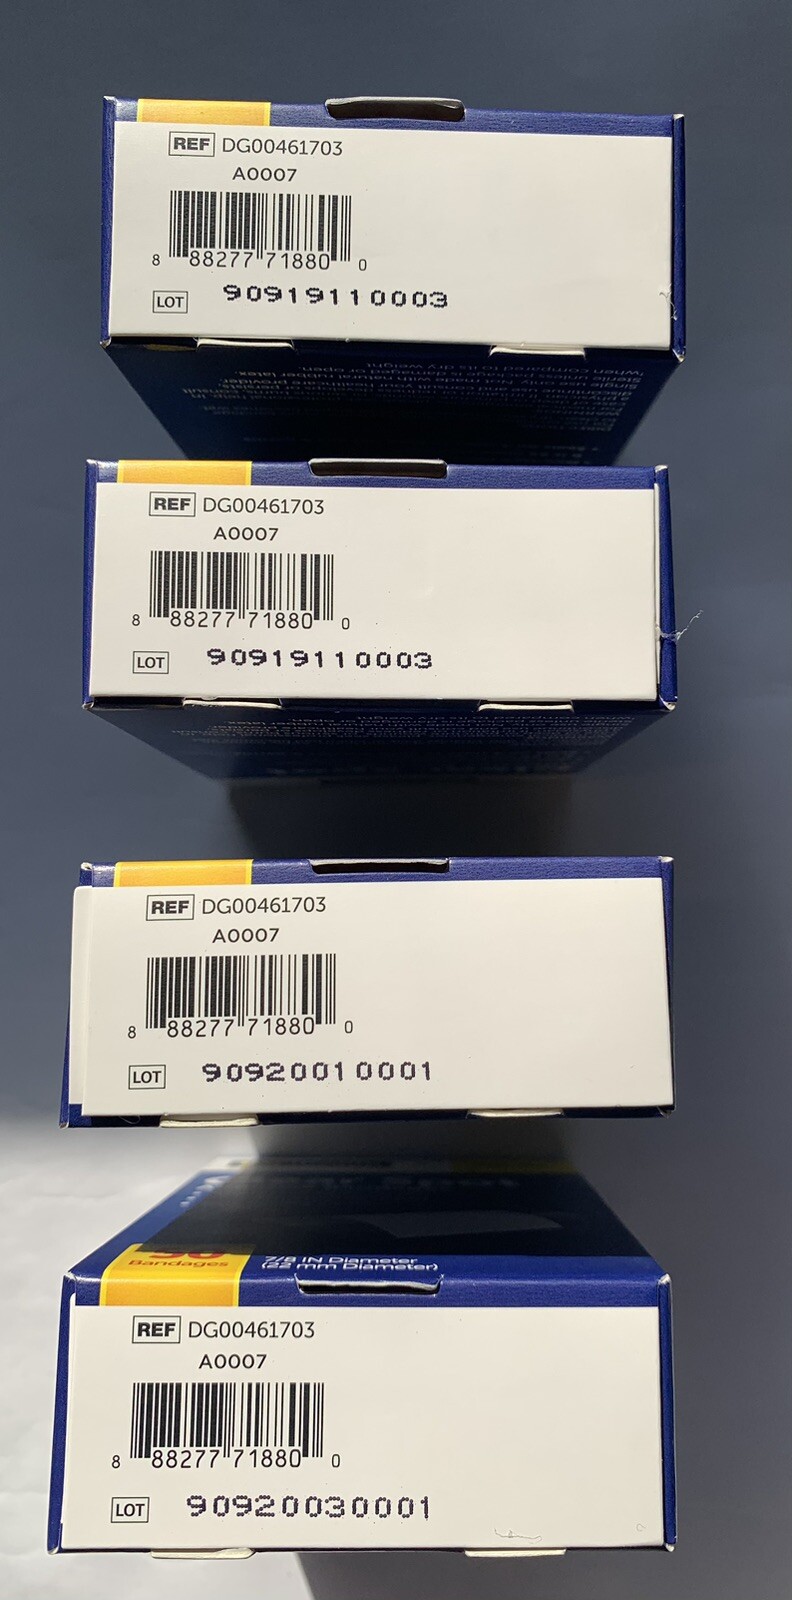 REF DG00461703
A0007
8 88277 71880 0
LOT 90919110003
REF DG00461703
A0007
8 88277 71880 0
LOT 90919110003
REF DG00461703
A0007
8 88277 71880 0
LOT 90920010001
Bandages
7/8 IN Diameter
(22 mm Diameter)
REF DG00461703
A0007
8 88277 71880 0
LOT 90920030001